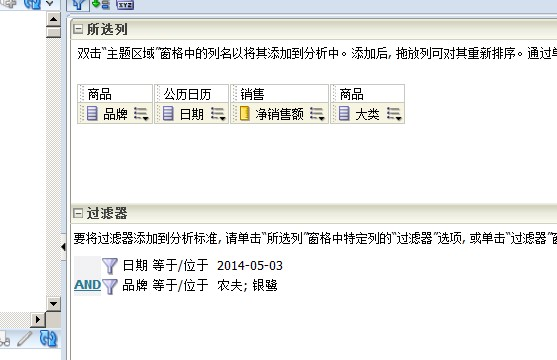 所选列
双击“主题区域”窗格中的列名以将其添加到分析中。添加后, 拖放列可对其重新排序。通过单
商品 公历日历 销售 商品
品牌 日期 净销售额 大类
过滤器
要将过滤器添加到分析标准, 请单击“所选列”窗格中特定列的“过滤器”选项, 或单击“过滤器”窗
日期 等于/位于 2014-05-03
AND 品牌 等于/位于 农夫; 银鹭